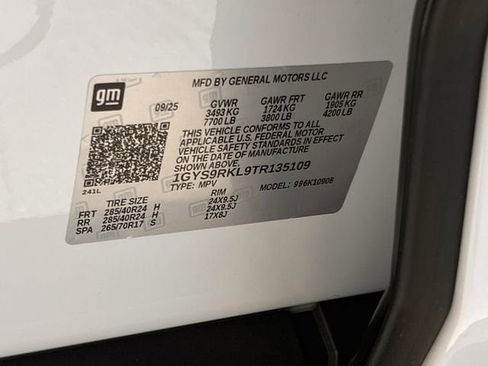 gm
MFD BY GENERAL MOTORS LLC
09/25 GVWR GAWR FRT GAWR RR
3493 KG 1724 KG 1905 KG
7700 LB 3800 LB 4200 LB
THIS VEHICLE CONFORMS TO ALL
APPLICABLE U.S. FEDERAL MOTOR
VEHICLE SAFETY STANDARDS IN EFFECT
ON THE DATE OF MANUFACTURE
SHOWN ABOVE.
1GYS9RKL9TR135109
TYPE: MPV MODEL: 996K10906
241L
TIRE SIZE RIM
FRT 285/40R24 H 24X9.5J
RR 285/40R24 H 24X9.5J
SPA 265/70R17 S 17X8J